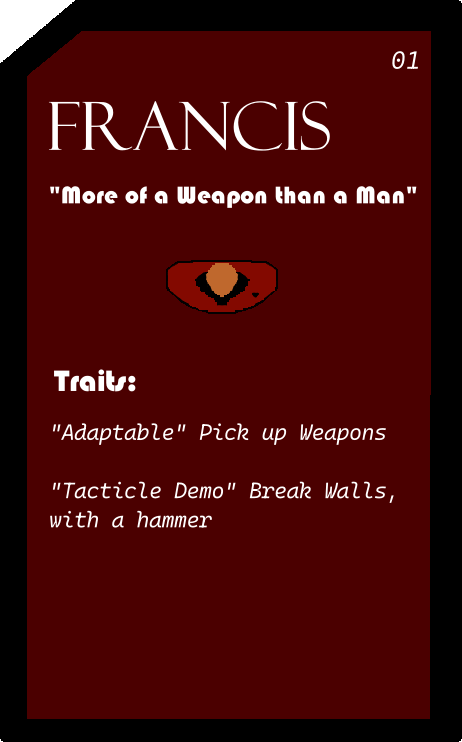 01
FRANCIS
"More of a Weapon than a Man"
Traits:
"Adaptable" Pick up Weapons
"Tacticle Demo" Break Walls,
with a hammer